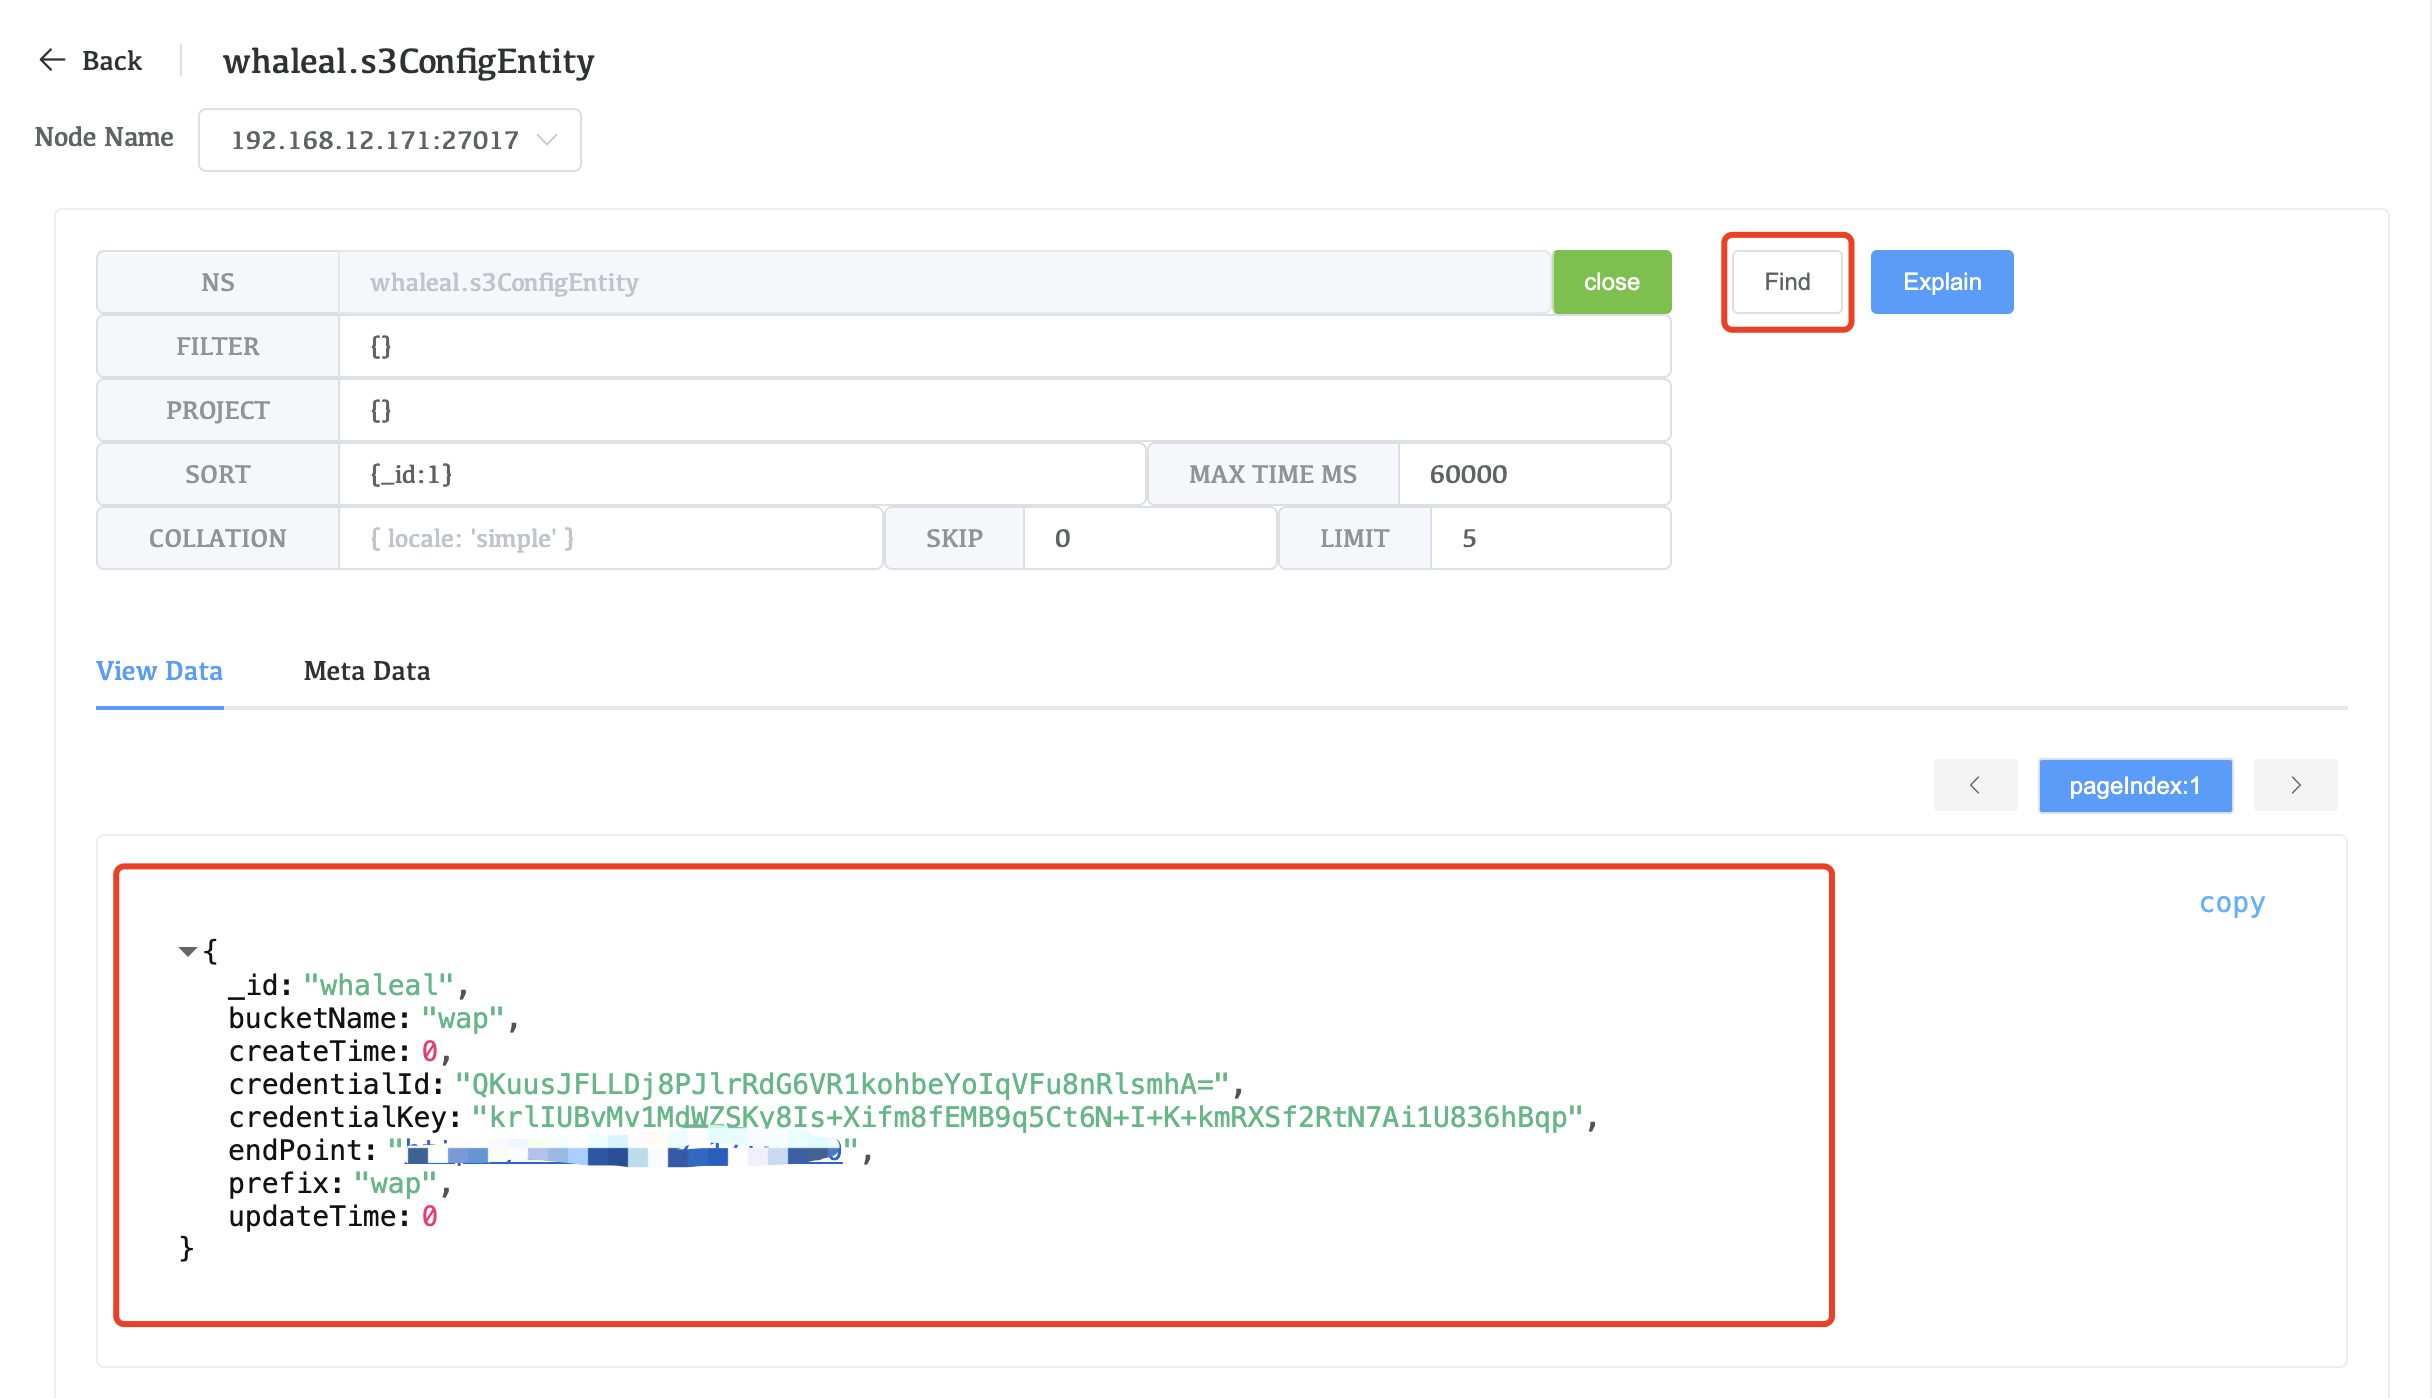 Back whaleal.s3ConfigEntity
Node Name 192.168.12.171:27017
NS whaleal.s3ConfigEntity close Find Explain
FILTER {}
PROJECT {}
SORT {_id:1} MAX TIME MS 60000
COLLATION { locale: 'simple' } SKIP 0 LIMIT 5
View Data Meta Data
< pageIndex:1 >
copy
{
_id: "whaleal",
bucketName: "wap",
createTime: 0,
credentialId: "QKuusJFLLDj8PJlrRdG6VR1kohbeYoIqVFu8nRlsmhA=",
credentialKey: "krlIUBvMv1MdWZSKy8Is+Xifm8fEMB9q5Ct6N+I+K+kmRXSf2RtN7Ai1U836hBqp",
endPoint: "",
prefix: "wap",
updateTime: 0
}